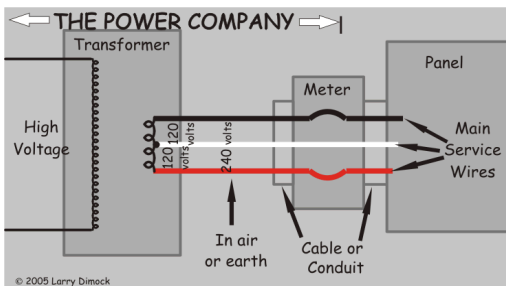 THE POWER COMPANY
Transformer
Meter
Panel
High
Voltage
120
volts
120
volts
240 volts
Main
Service
Wires
In air
or earth
Cable or
Conduit
© 2005 Larry Dimock